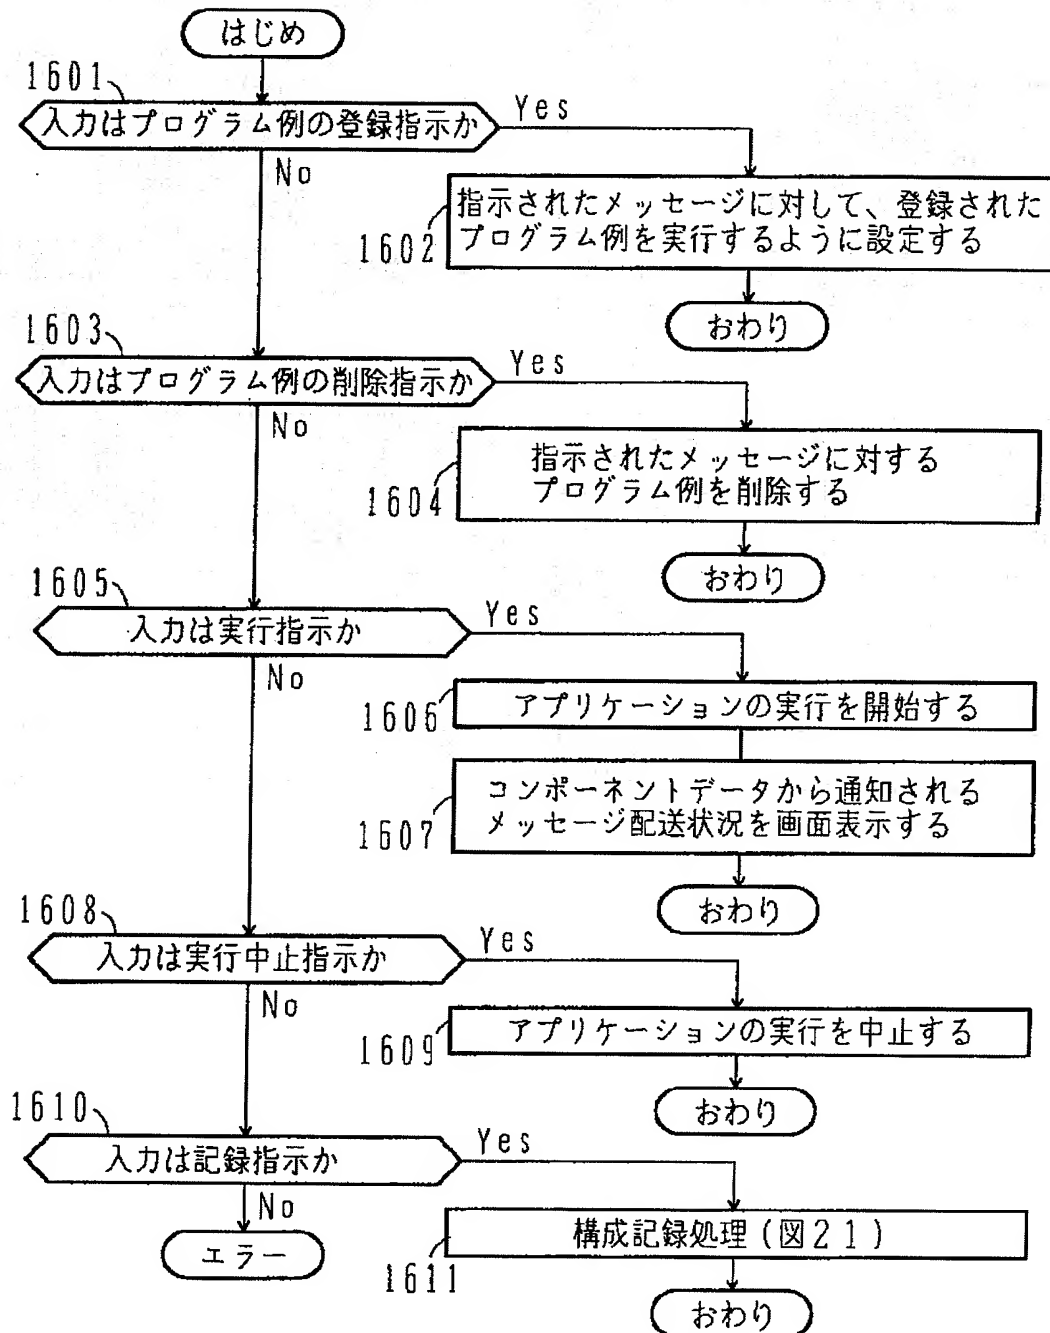 はじめ
1601
入力はプログラム例の登録指示か
Yes
No
指示されたメッセージに対して、登録された
プログラム例を実行するように設定する
1602
おわり
1603
入力はプログラム例の削除指示か
Yes
No
指示されたメッセージに対する
プログラム例を削除する
1604
おわり
1605
入力は実行指示か
Yes
No
アプリケーションの実行を開始する
1606
コンポーネントデータから通知される
メッセージ配送状況を画面表示する
1607
おわり
1608
入力は実行中止指示か
Yes
No
アプリケーションの実行を中止する
1609
おわり
1610
入力は記録指示か
Yes
No
エラー
構成記録処理(図21)
1611
おわり